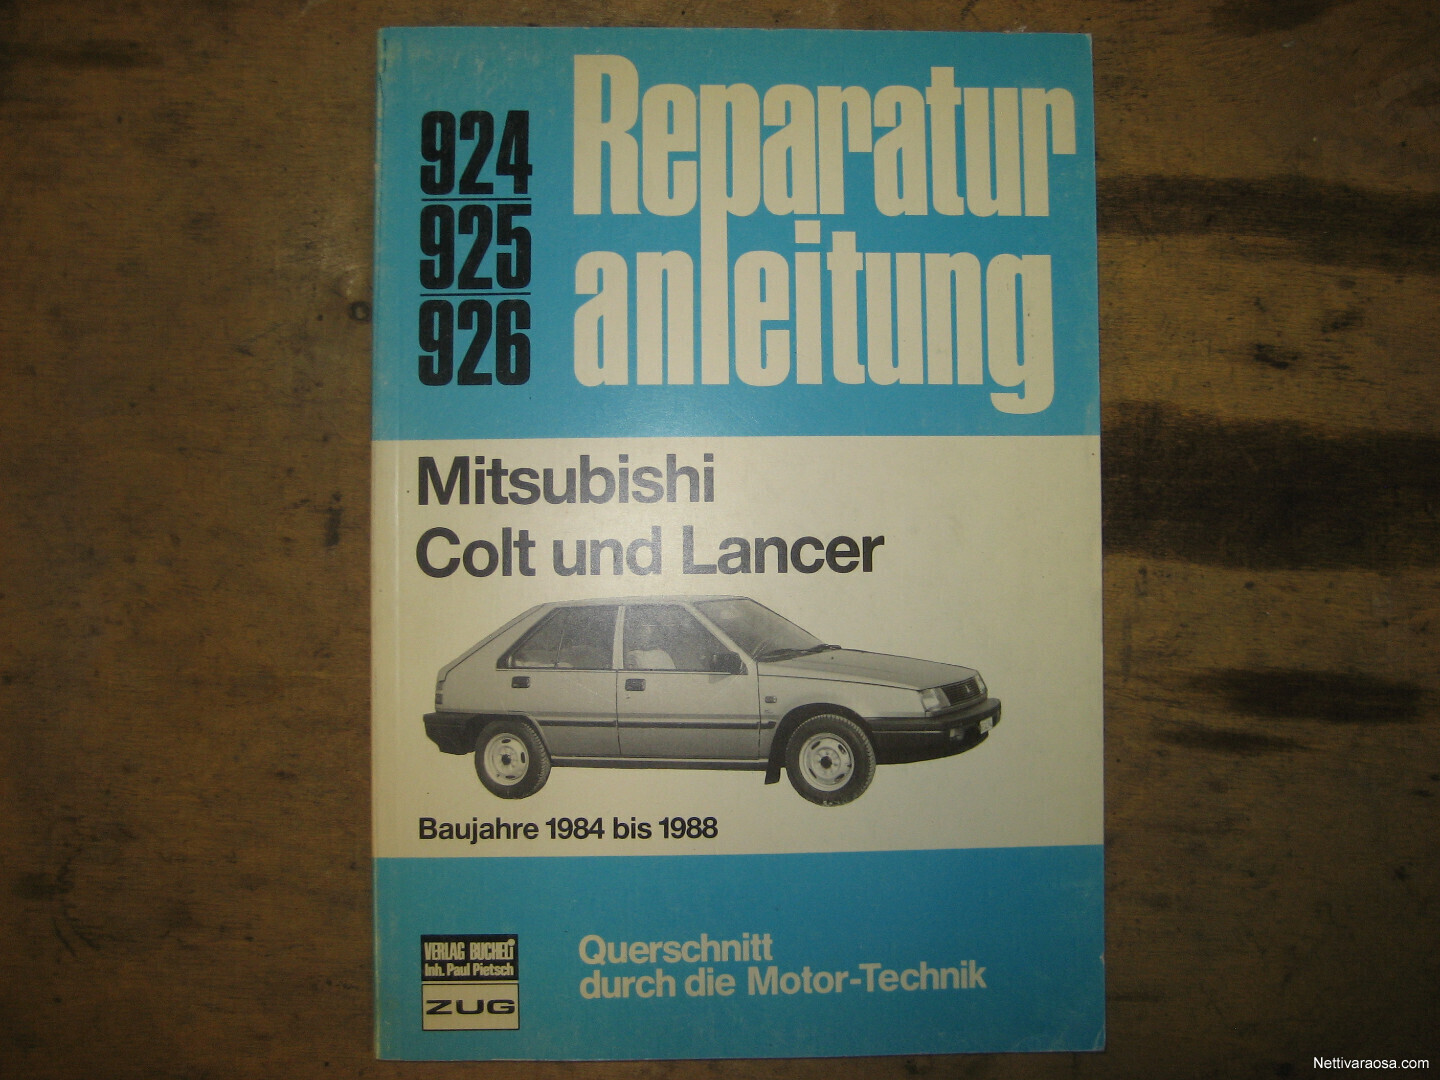 924
925
926
Reparatur
anleitung
Mitsubishi
Colt und Lancer
Baujahre 1984 bis 1988
VERLAG BUCHELI
Inh. Paul Pietsch
ZUG
Querschnitt
durch die Motor-Technik
Nettivaraosa.com